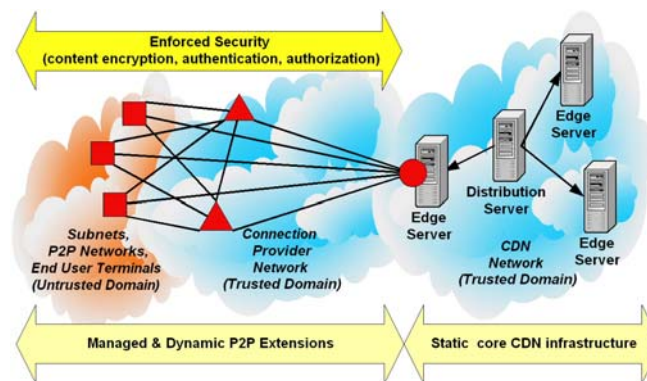 Enforced Security
(content encryption, authentication, authorization)
Edge
Server
Distribution
Server
Edge
Server
Edge
Server
Subnets,
P2P Networks,
End User Terminals
(Untrusted Domain)
Connection
Provider
Network
(Trusted Domain)
CDN
Network
(Trusted Domain)
Managed & Dynamic P2P Extensions
Static core CDN infrastructure